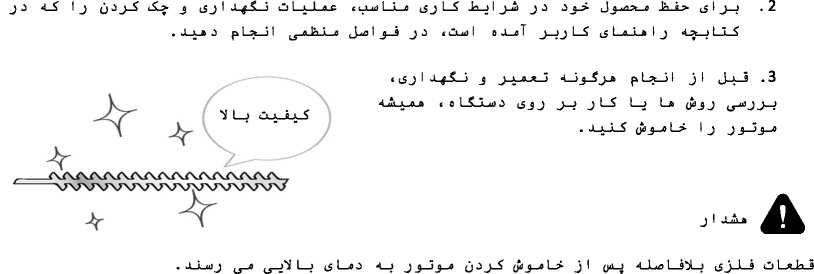 2. برای حفظ محصول خود در شرایط کاری مناسب، عملیات نگهداری و چک کردن را که در
کتابچه راهنمای کاربر آمده است، در فواصل منظمی انجام دهید.
3. قبل از انجام هرگونه تعمیر و نگهداری،
بررسی روش ها یا کار بر روی دستگاه، همیشه
موتور را خاموش کنید.
کیفیت بالا
هشدار
قطعات فلزی بلافاصله پس از خاموش کردن موتور به دمای بالایی می رسند.